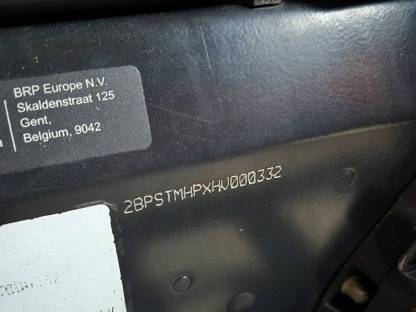 BRP Europe N.V.
Skaldenstraat 125
Gent,
Belgium, 9042
2BPSTMHPXHV000332